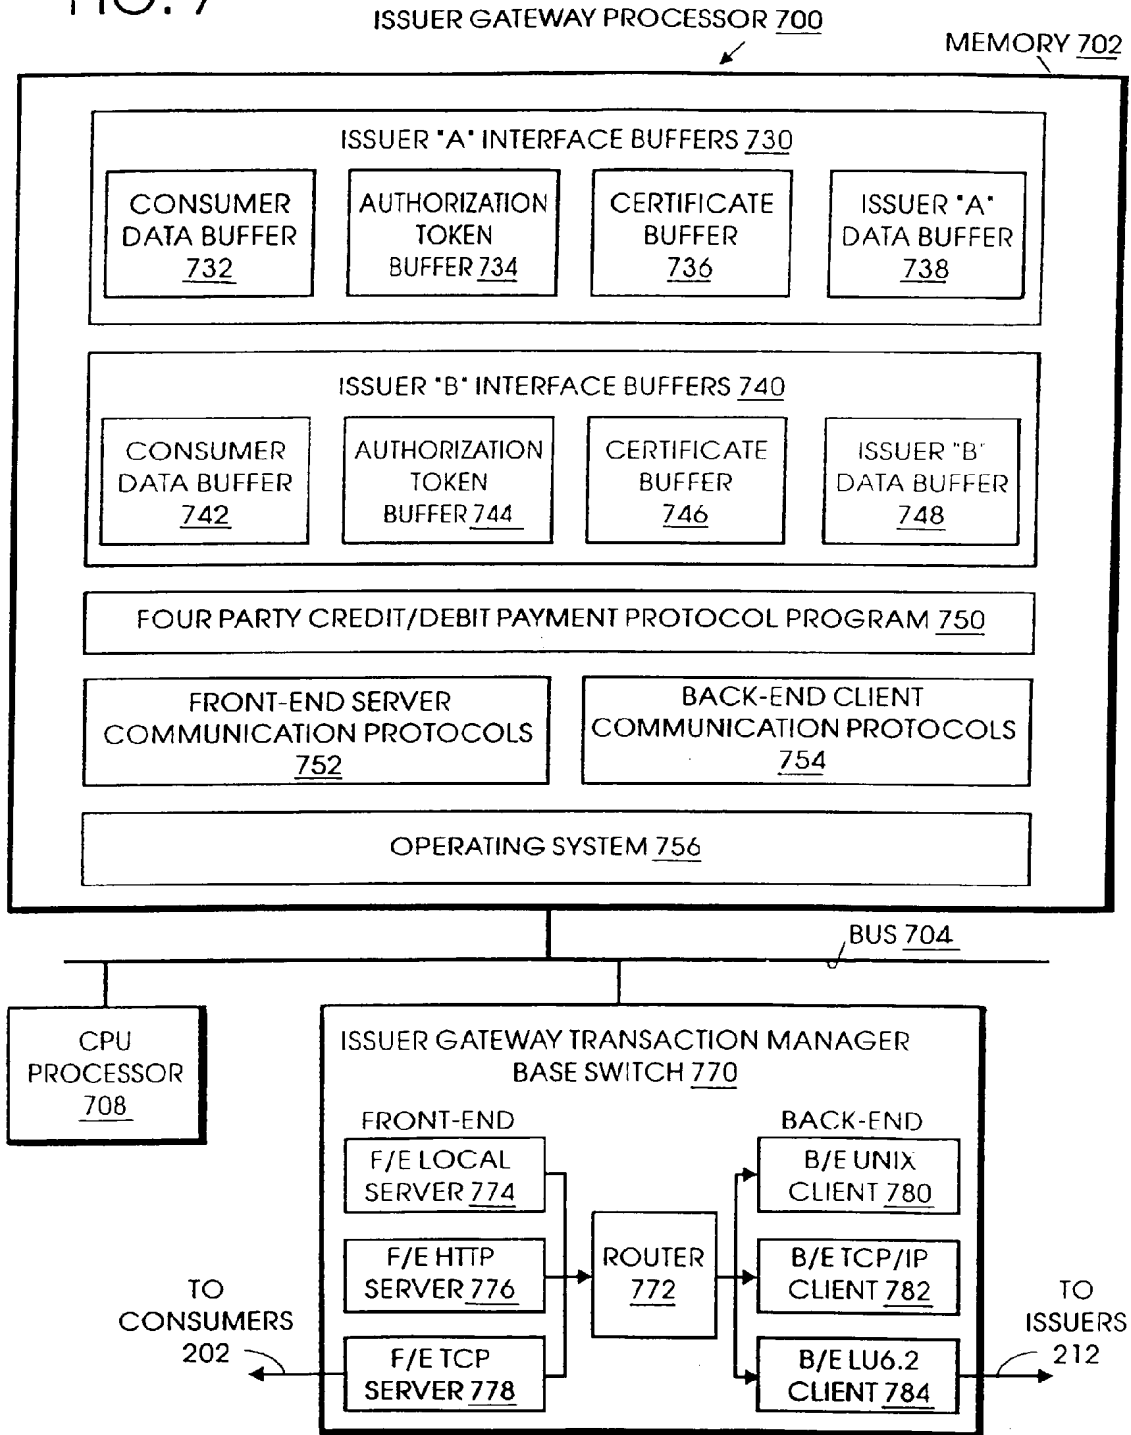 FIG. 7
ISSUER GATEWAY PROCESSOR 700
MEMORY 702
ISSUER "A" INTERFACE BUFFERS 730
CONSUMER
DATA BUFFER
732
AUTHORIZATION
TOKEN
BUFFER 734
CERTIFICATE
BUFFER
736
ISSUER "A"
DATA BUFFER
738
ISSUER "B" INTERFACE BUFFERS 740
CONSUMER
DATA BUFFER
742
AUTHORIZATION
TOKEN
BUFFER 744
CERTIFICATE
BUFFER
746
ISSUER "B"
DATA BUFFER
748
FOUR PARTY CREDIT/DEBIT PAYMENT PROTOCOL PROGRAM 750
FRONT-END SERVER
COMMUNICATION PROTOCOLS
752
BACK-END CLIENT
COMMUNICATION PROTOCOLS
754
OPERATING SYSTEM 756
BUS 704
CPU
PROCESSOR
708
ISSUER GATEWAY TRANSACTION MANAGER
BASE SWITCH 770
FRONT-END
F/E LOCAL
SERVER 774
F/E HTTP
SERVER 776
F/E TCP
SERVER 778
ROUTER
772
BACK-END
B/E UNIX
CLIENT 780
B/E TCP/IP
CLIENT 782
B/E LU6.2
CLIENT 784
TO
CONSUMERS
202
TO
ISSUERS
212